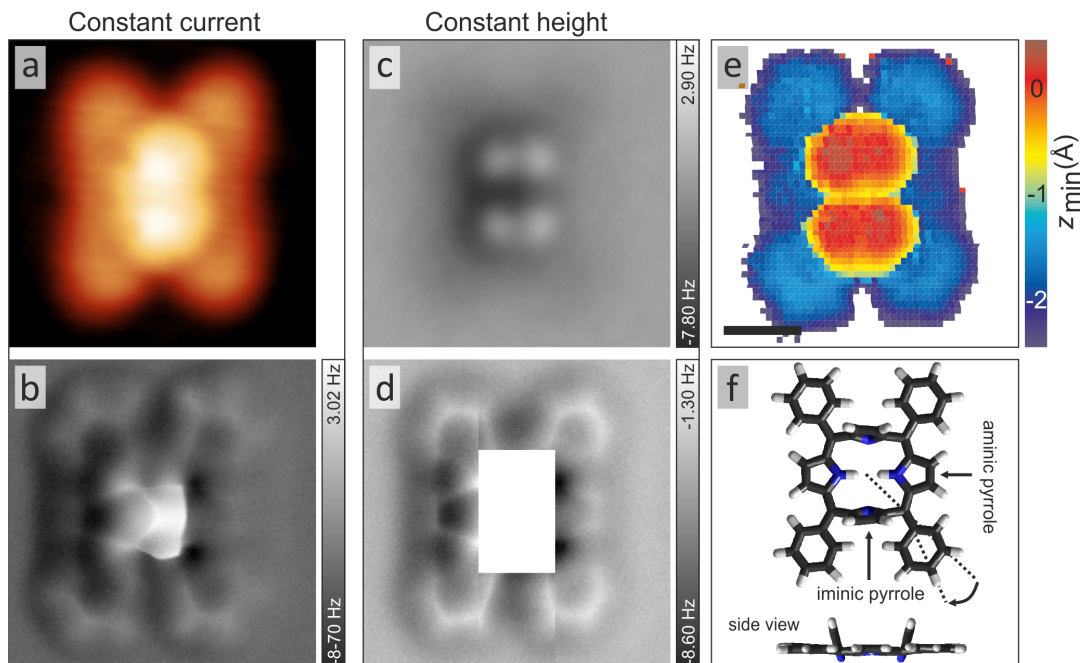 Constant current
Constant height
a
c
2.90 Hz
-7.80 Hz
e
0
-1
-2
z min (Å)
b
3.02 Hz
-8-70 Hz
d
-1.30 Hz
-8.60 Hz
f
aminic pyrrole
iminic pyrrole
side view